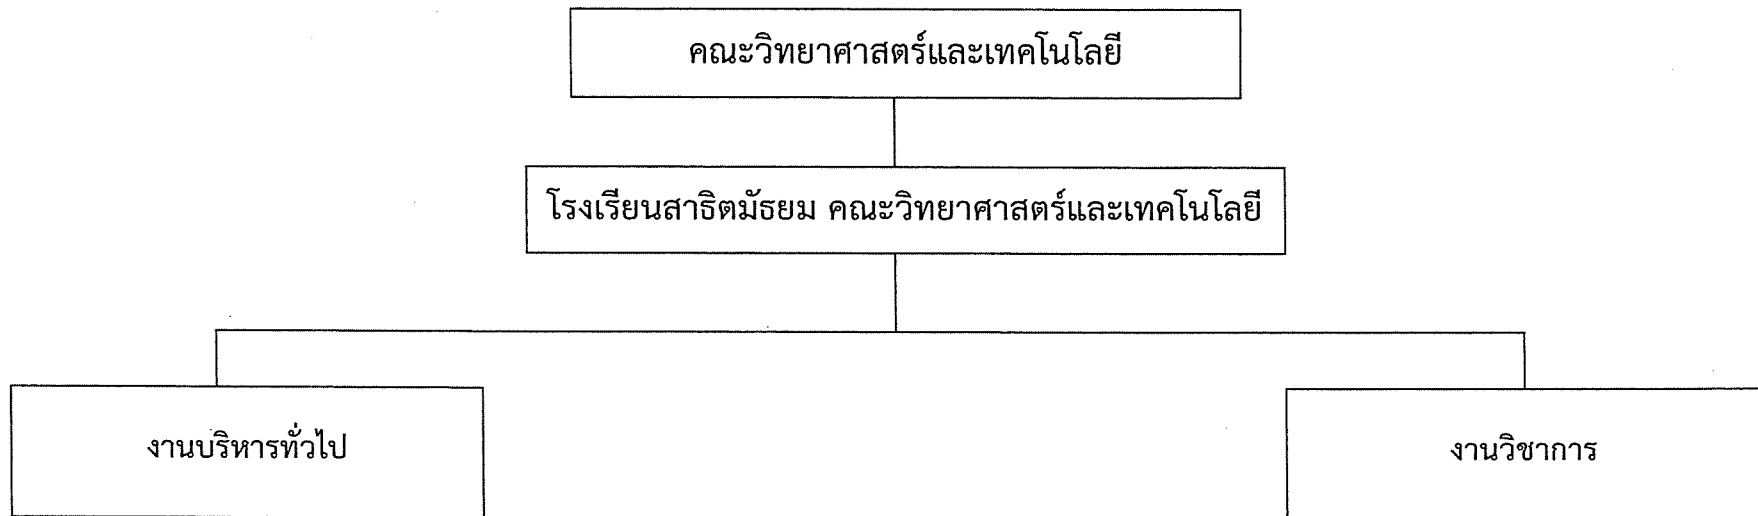 คณะวิทยาศาสตร์และเทคโนโลยี
โรงเรียนสาธิตมัธยม คณะวิทยาศาสตร์และเทคโนโลยี
งานบริหารทั่วไป
งานวิชาการ